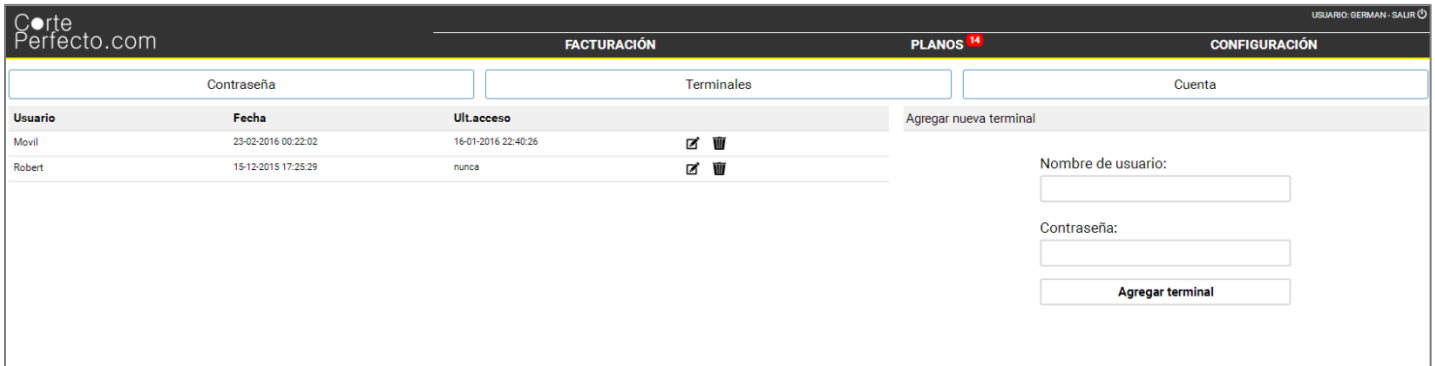 Corte
Perfecto.com
USUARIO: GERMAN - SALIR
FACTURACIÓN PLANOS 14 CONFIGURACIÓN
Contraseña Terminales Cuenta
Usuario Fecha Ult.acceso Agregar nueva terminal
Movil 23-02-2016 00:22:02 16-01-2016 22:40:26
Robert 15-12-2015 17:25:29 nunca
Nombre de usuario:
Contraseña:
Agregar terminal